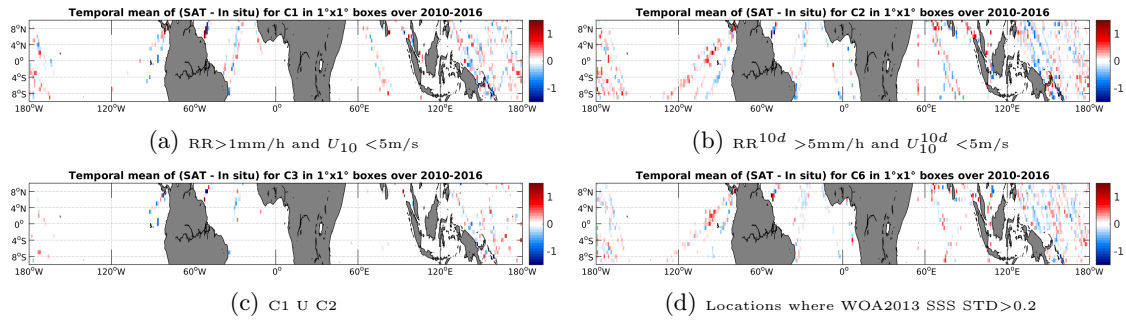 Temporal mean of (SAT - In situ) for C1 in 1°x1° boxes over 2010-2016
8°N
4°N
0°
4°S
8°S
180°W 120°W 60°W 0° 60°E 120°E 180°W
1
0
-1
(a) RR>1mm/h and U10 <5m/s
Temporal mean of (SAT - In situ) for C2 in 1°x1° boxes over 2010-2016
8°N
4°N
0°
4°S
8°S
180°W 120°W 60°W 0° 60°E 120°E 180°W
1
0
-1
(b) RR^10d >5mm/h and U10^10d <5m/s
Temporal mean of (SAT - In situ) for C3 in 1°x1° boxes over 2010-2016
8°N
4°N
0°
4°S
8°S
180°W 120°W 60°W 0° 60°E 120°E 180°W
1
0
-1
(c) C1 U C2
Temporal mean of (SAT - In situ) for C6 in 1°x1° boxes over 2010-2016
8°N
4°N
0°
4°S
8°S
180°W 120°W 60°W 0° 60°E 120°E 180°W
1
0
-1
(d) Locations where WOA2013 SSS STD>0.2